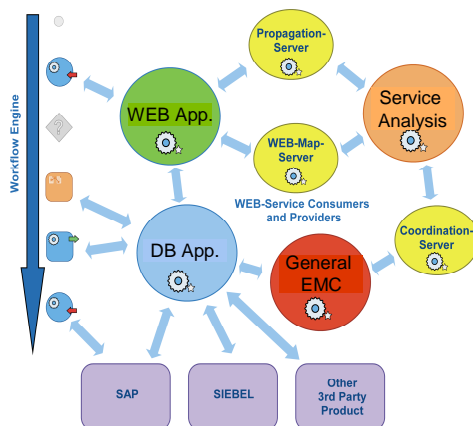 Workflow Engine
Propagation-
Server
WEB App.
Service
Analysis
WEB-Map-
Server
WEB-Service Consumers
and Providers
Coordination-
Server
DB App.
General
EMC
SAP
SIEBEL
Other
3rd Party
Product
?